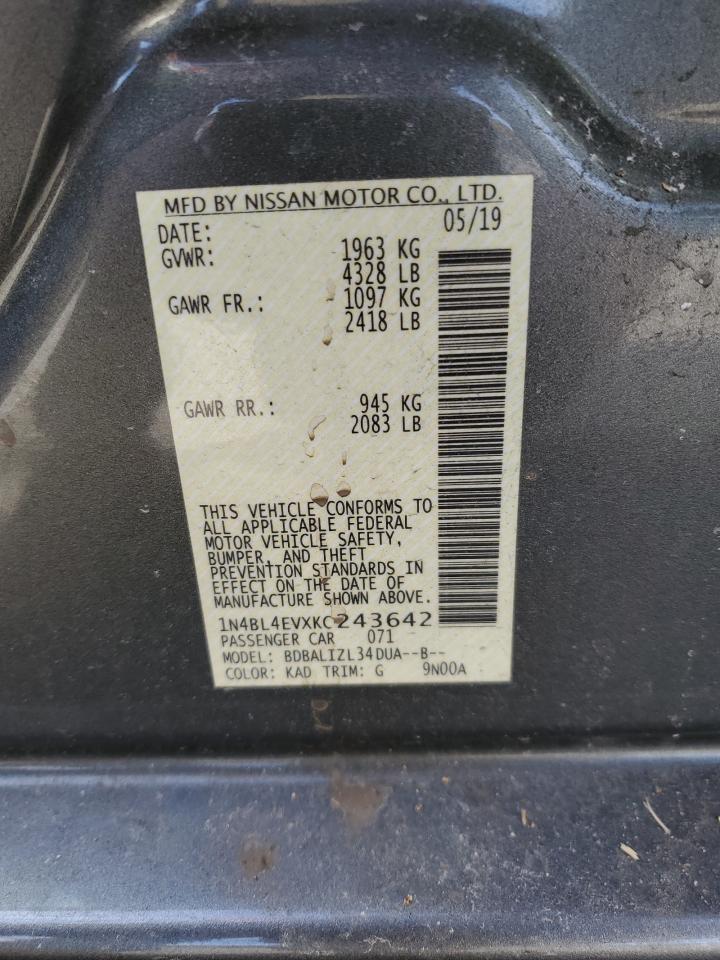 MFD BY NISSAN MOTOR CO., LTD.
DATE: 05/19
GVWR: 1963 KG
4328 LB
GAWR FR.: 1097 KG
2418 LB
GAWR RR.: 945 KG
2083 LB
THIS VEHICLE CONFORMS TO
ALL APPLICABLE FEDERAL
MOTOR VEHICLE SAFETY,
BUMPER, AND THEFT
PREVENTION STANDARDS IN
EFFECT ON THE DATE OF
MANUFACTURE SHOWN ABOVE.
1N4BL4EVXKC243642
PASSENGER CAR 071
MODEL: BDBALIZL34DUA--B--
COLOR: KAD TRIM: G 9N00A